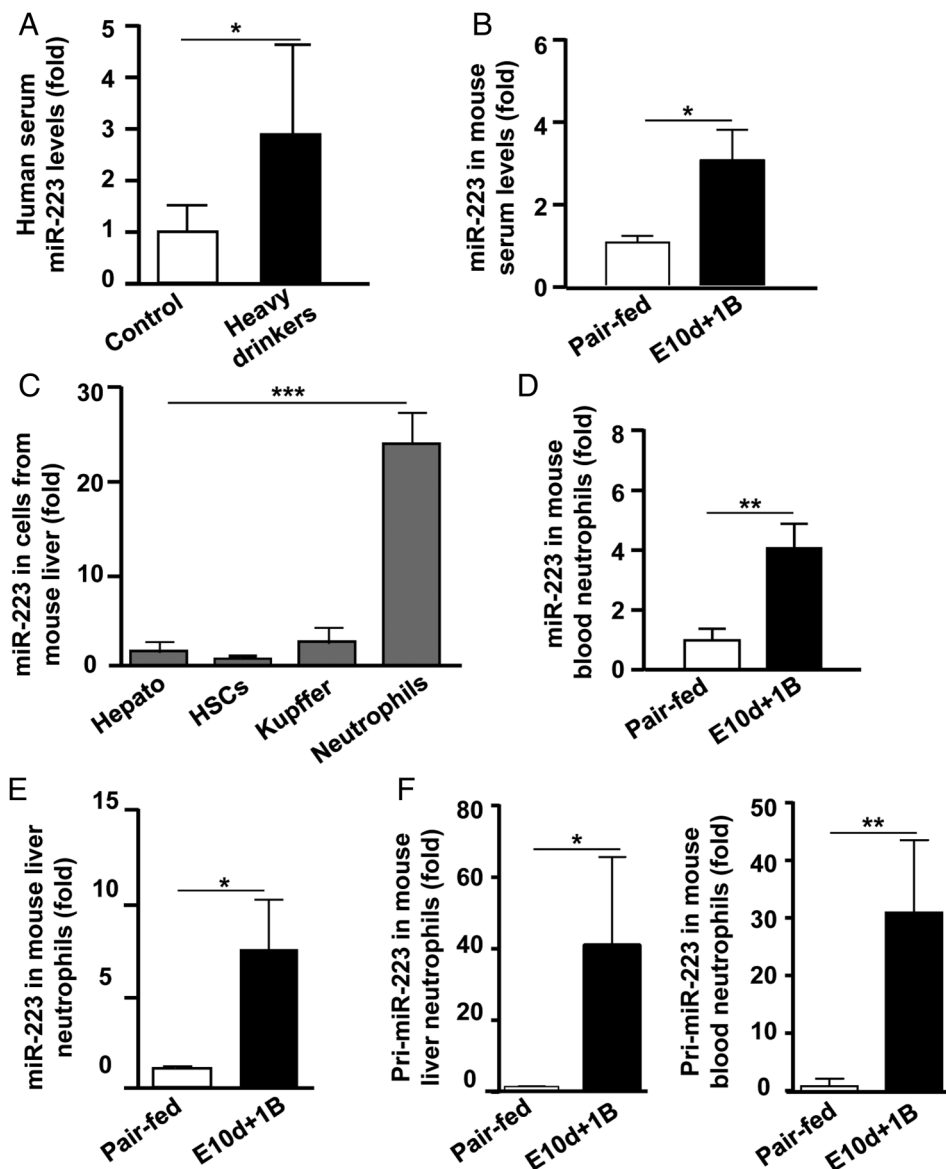 A
Human serum
miR-223 levels (fold)
5
4
3
2
1
0
*
Control
Heavy
drinkers
B
miR-223 in mouse
serum levels (fold)
6
4
2
0
*
Pair-fed
E10d+1B
C
miR-223 in cells from
mouse liver (fold)
30
20
10
0
***
Hepato
HSCs
Kupffer
Neutrophils
D
miR-223 in mouse
blood neutrophils (fold)
8
6
4
2
0
**
Pair-fed
E10d+1B
E
miR-223 in mouse liver
neutrophils (fold)
15
10
5
0
*
Pair-fed
E10d+1B
F
Pri-miR-223 in mouse
liver neutrophils (fold)
80
60
40
20
0
*
Pair-fed
E10d+1B
Pri-miR-223 in mouse
blood neutrophils (fold)
50
40
30
20
10
0
**
Pair-fed
E10d+1B